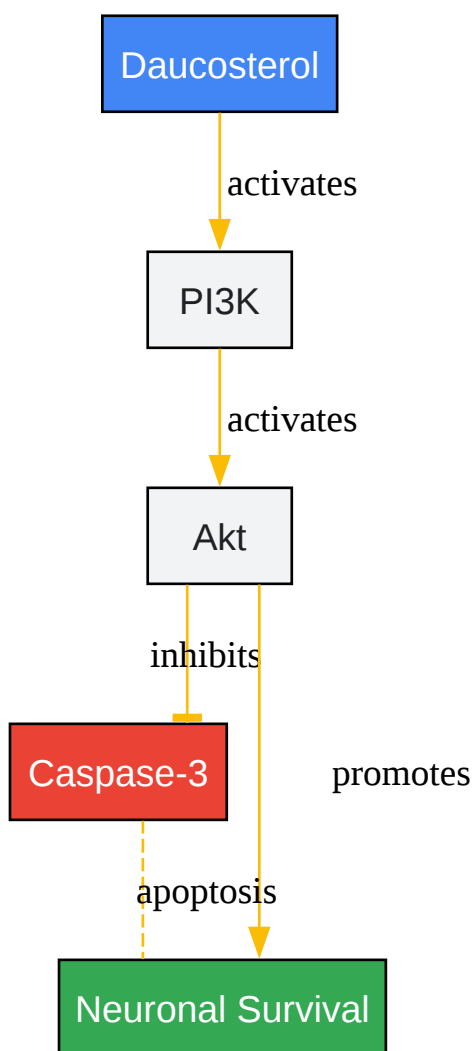 Daucosterol
activates
PI3K
activates
Akt
inhibits
Caspase-3
promotes
apoptosis
Neuronal Survival